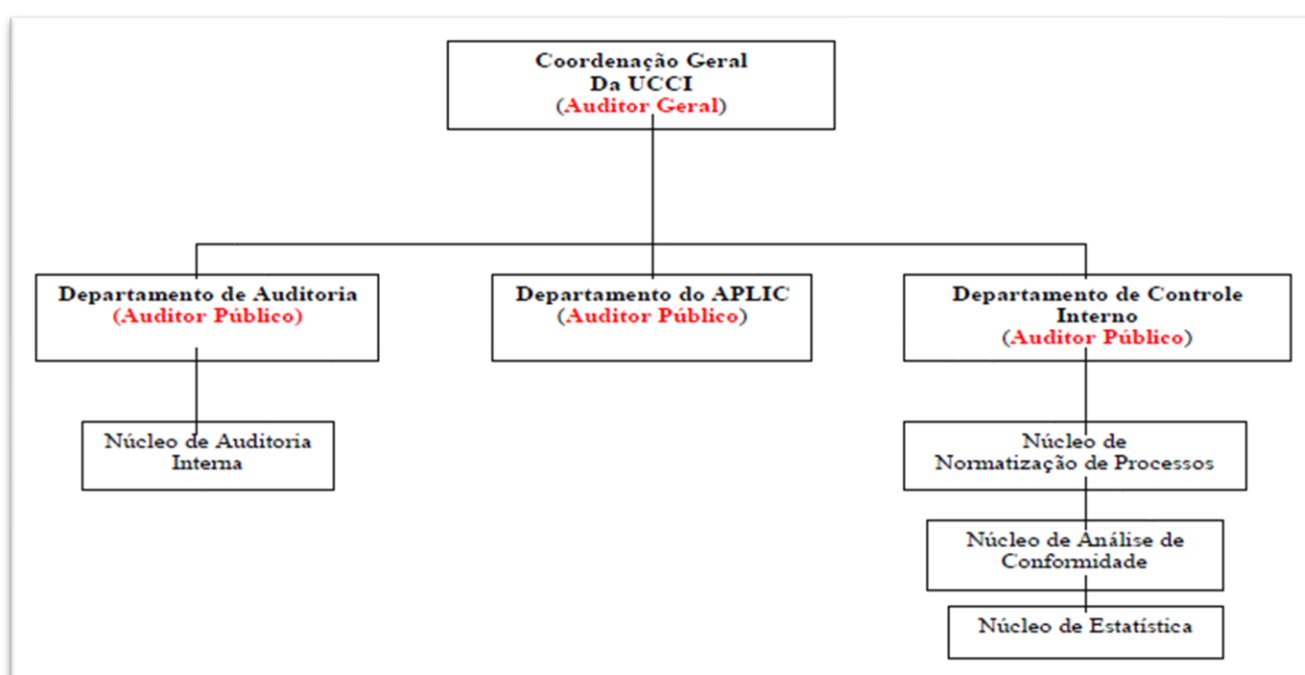 Coordenação Geral
Da UCCI
(Auditor Geral)
Departamento de Auditoria
(Auditor Público)
Departamento do APLIC
(Auditor Público)
Departamento de Controle
Interno
(Auditor Público)
Núcleo de Auditoria
Interna
Núcleo de
Normatização de Processos
Núcleo de Análise de
Conformidade
Núcleo de Estatística